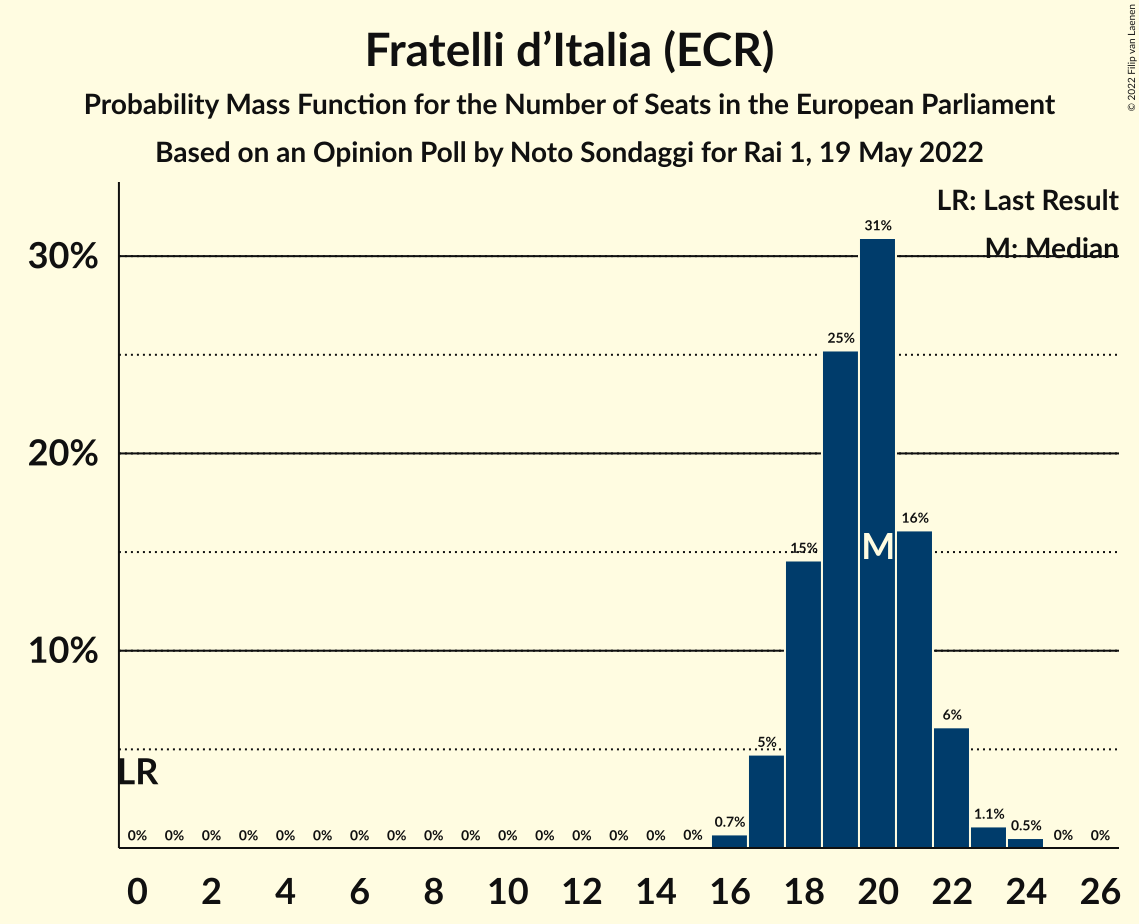 Fratelli d’Italia (ECR)
Probability Mass Function for the Number of Seats in the European Parliament
Based on an Opinion Poll by Noto Sondaggi for Rai 1, 19 May 2022
© 2022 Filip van Laenen
LR: Last Result
M: Median
30%
20%
10%
31%
25%
16%
15%
M
6%
5%
LR
0% 0% 0% 0% 0% 0% 0% 0% 0% 0% 0% 0% 0% 0% 0% 0% 0.7% 1.1% 0.5% 0% 0%
0 2 4 6 8 10 12 14 16 18 20 22 24 26